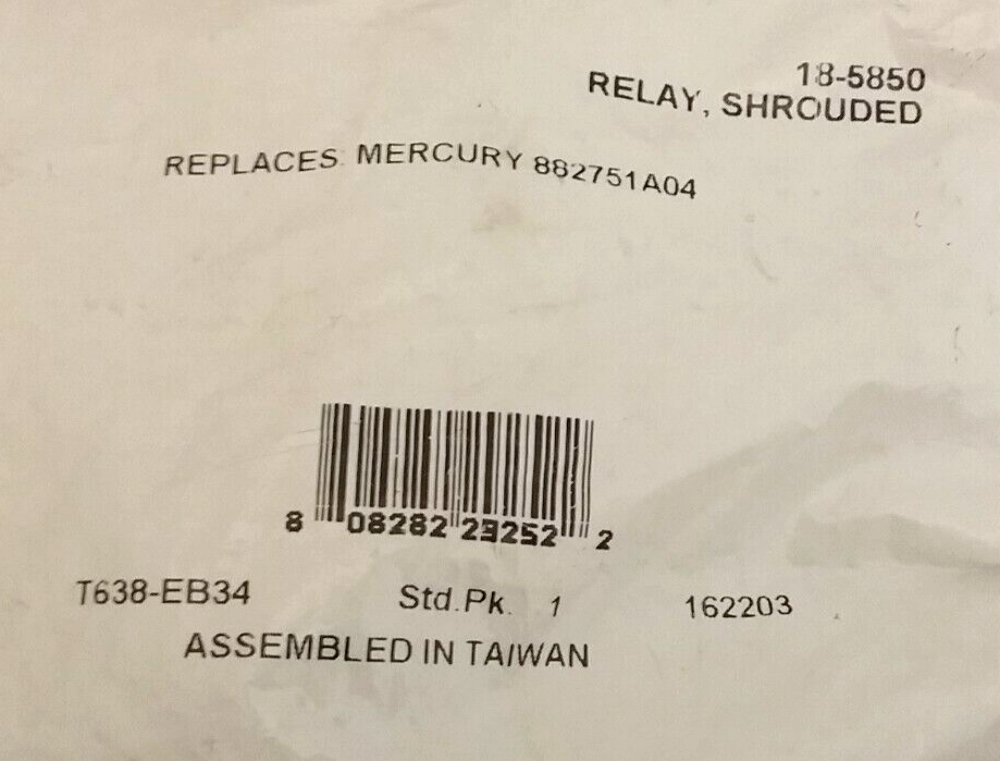 18-5850
RELAY, SHROUDED
REPLACES: MERCURY 882751A04
8 08282 23252 2
T638-EB34 Std.Pk. 1 162203
ASSEMBLED IN TAIWAN